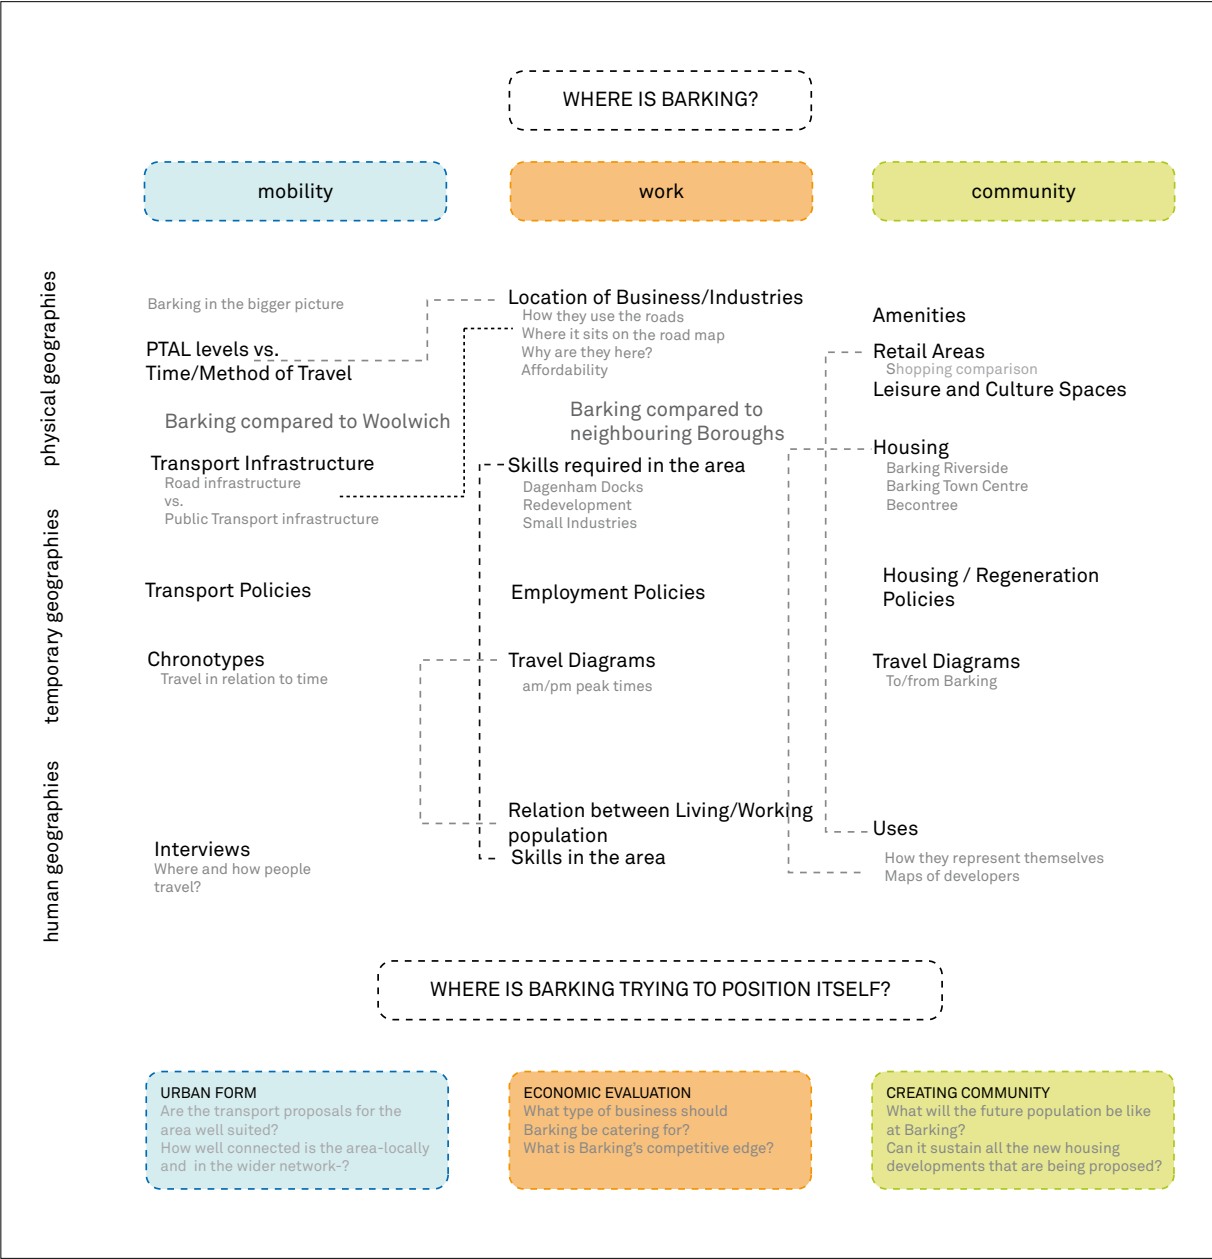 WHERE IS BARKING?
mobility
work
community
physical geographies
Barking in the bigger picture
PTAL levels vs.
Time/Method of Travel
Barking compared to Woolwich
Transport Infrastructure
Road infrastructure
vs.
Public Transport infrastructure
Location of Business/Industries
How they use the roads
Where it sits on the road map
Why are they here?
Affordability
Barking compared to
neighbouring Boroughs
Skills required in the area
Dagenham Docks
Redevelopment
Small Industries
Amenities
Retail Areas
Shopping comparison
Leisure and Culture Spaces
Housing
Barking Riverside
Barking Town Centre
Becontree
temporary geographies
Transport Policies
Chronotypes
Travel in relation to time
Employment Policies
Travel Diagrams
am/pm peak times
Housing / Regeneration
Policies
Travel Diagrams
To/from Barking
human geographies
Interviews
Where and how people
travel?
Relation between Living/Working
population
Skills in the area
Uses
How they represent themselves
Maps of developers
WHERE IS BARKING TRYING TO POSITION ITSELF?
URBAN FORM
Are the transport proposals for the
area well suited?
How well connected is the area-locally
and in the wider network-?
ECONOMIC EVALUATION
What type of business should
Barking be catering for?
What is Barking's competitive edge?
CREATING COMMUNITY
What will the future population be like
at Barking?
Can it sustain all the new housing
developments that are being proposed?